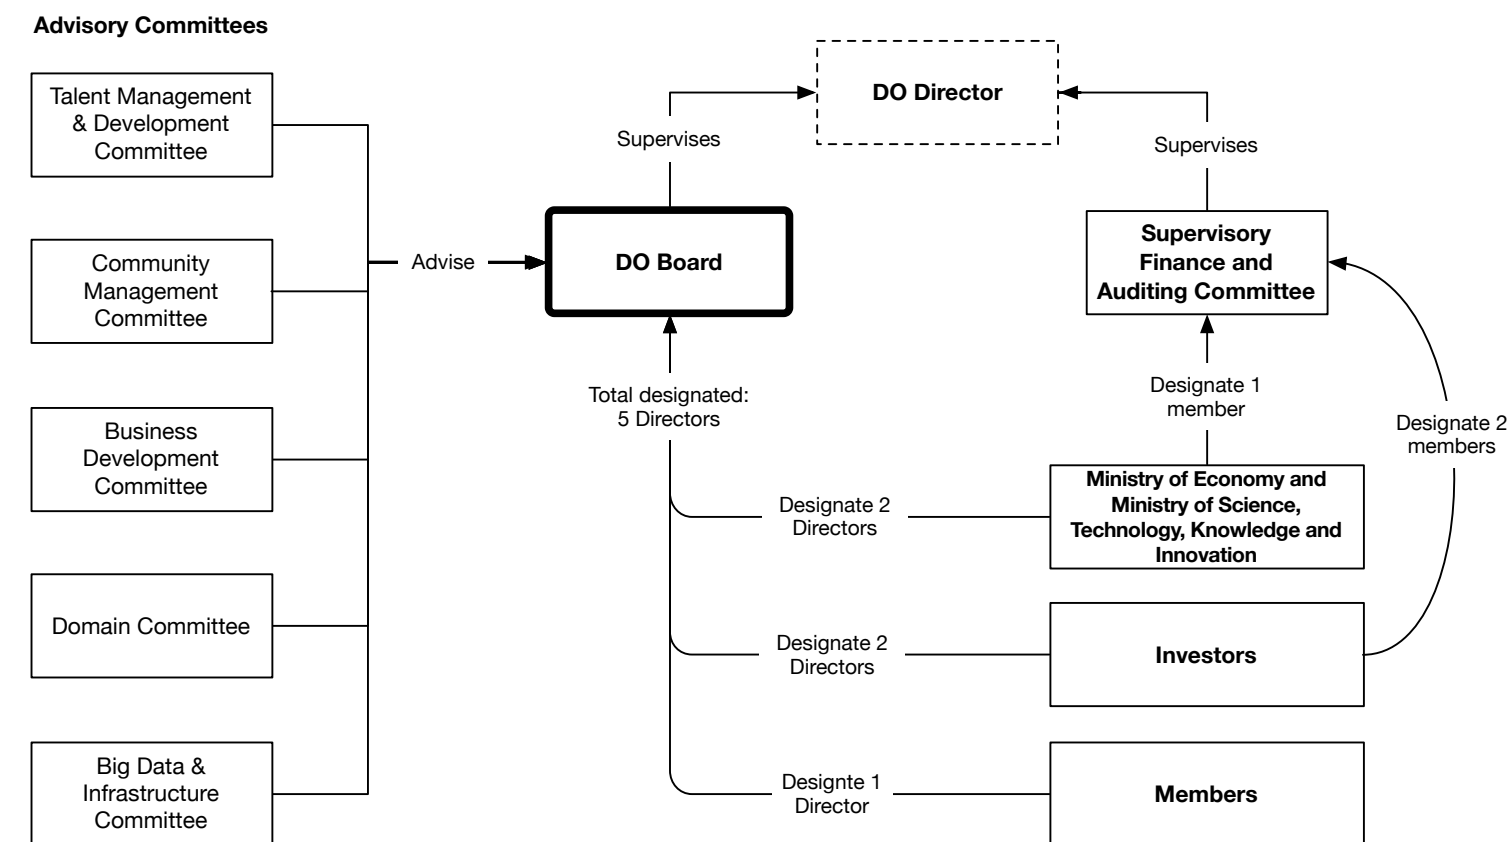 Advisory Committees
Talent Management
& Development
Committee
Community
Management
Committee
Business
Development
Committee
Domain Committee
Big Data &
Infrastructure
Committee
Advise
Supervises
DO Director
Supervises
DO Board
Supervisory
Finance and
Auditing Committee
Total designated:
5 Directors
Designate 1
member
Designate 2
members
Designate 2
Directors
Ministry of Economy and
Ministry of Science,
Technology, Knowledge and
Innovation
Designate 2
Directors
Investors
Designte 1
Director
Members